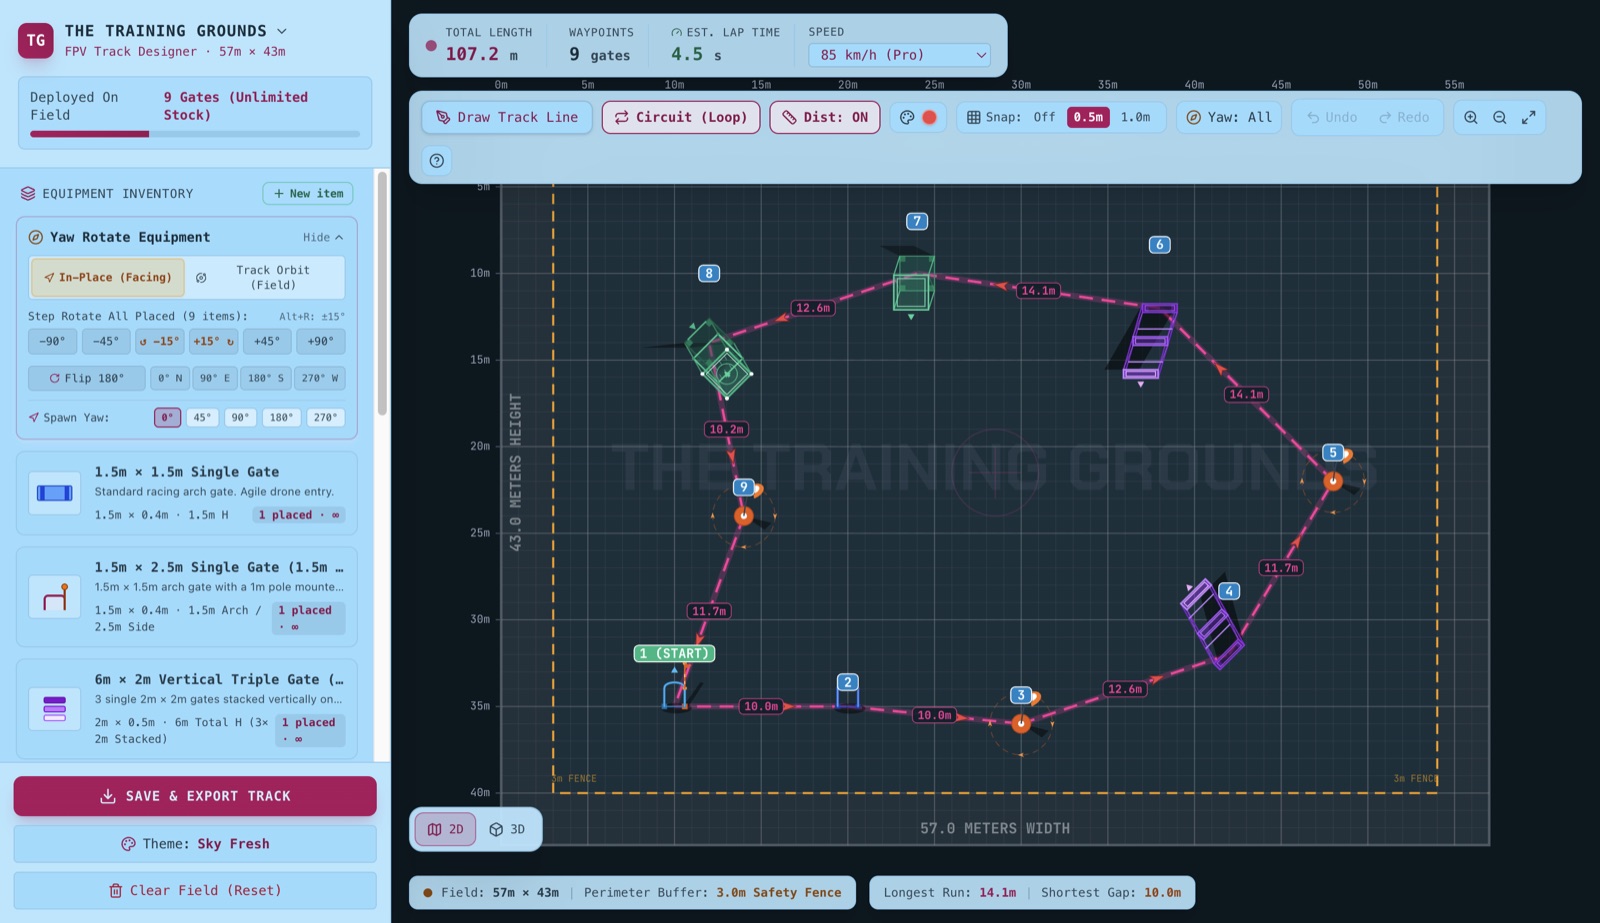 TG
THE TRAINING GROUNDS
FPV Track Designer · 57m × 43m
Deployed On Field
9 Gates (Unlimited Stock)
EQUIPMENT INVENTORY
+ New item
Yaw Rotate Equipment
Hide
In-Place (Facing)
Track Orbit (Field)
Step Rotate All Placed (9 items):
Alt+R: ±15°
−90°
−45°
↺ −15°
+15° ↻
+45°
+90°
Flip 180°
0° N
90° E
180° S
270° W
Spawn Yaw:
0°
45°
90°
180°
270°
1.5m × 1.5m Single Gate
Standard racing arch gate. Agile drone entry.
1.5m × 0.4m · 1.5m H
1 placed · ∞
1.5m × 2.5m Single Gate (1.5m …
1.5m × 1.5m arch gate with a 1m pole mounte...
1.5m × 0.4m · 1.5m Arch /
2.5m Side
1 placed
· ∞
6m × 2m Vertical Triple Gate (…
3 single 2m × 2m gates stacked vertically on...
2m × 0.5m · 6m Total H (3×
2m Stacked)
1 placed
· ∞
SAVE & EXPORT TRACK
Theme: Sky Fresh
Clear Field (Reset)
TOTAL LENGTH
107.2 m
WAYPOINTS
9 gates
EST. LAP TIME
4.5 s
SPEED
85 km/h (Pro)
0m
5m
10m
15m
20m
25m
30m
35m
40m
45m
50m
55m
Draw Track Line
Circuit (Loop)
Dist: ON
Snap:
Off
0.5m
1.0m
Yaw: All
Undo
Redo
5m
10m
15m
20m
25m
30m
35m
40m
43.0 METERS HEIGHT
THE TRAINING GROUNDS
7
6
8
14.1m
12.6m
14.1m
10.2m
5
9
11.7m
4
11.7m
1 (START)
2
3
12.6m
10.0m
10.0m
3m FENCE
3m FENCE
57.0 METERS WIDTH
2D
3D
Field: 57m × 43m
Perimeter Buffer: 3.0m Safety Fence
Longest Run: 14.1m
Shortest Gap: 10.0m